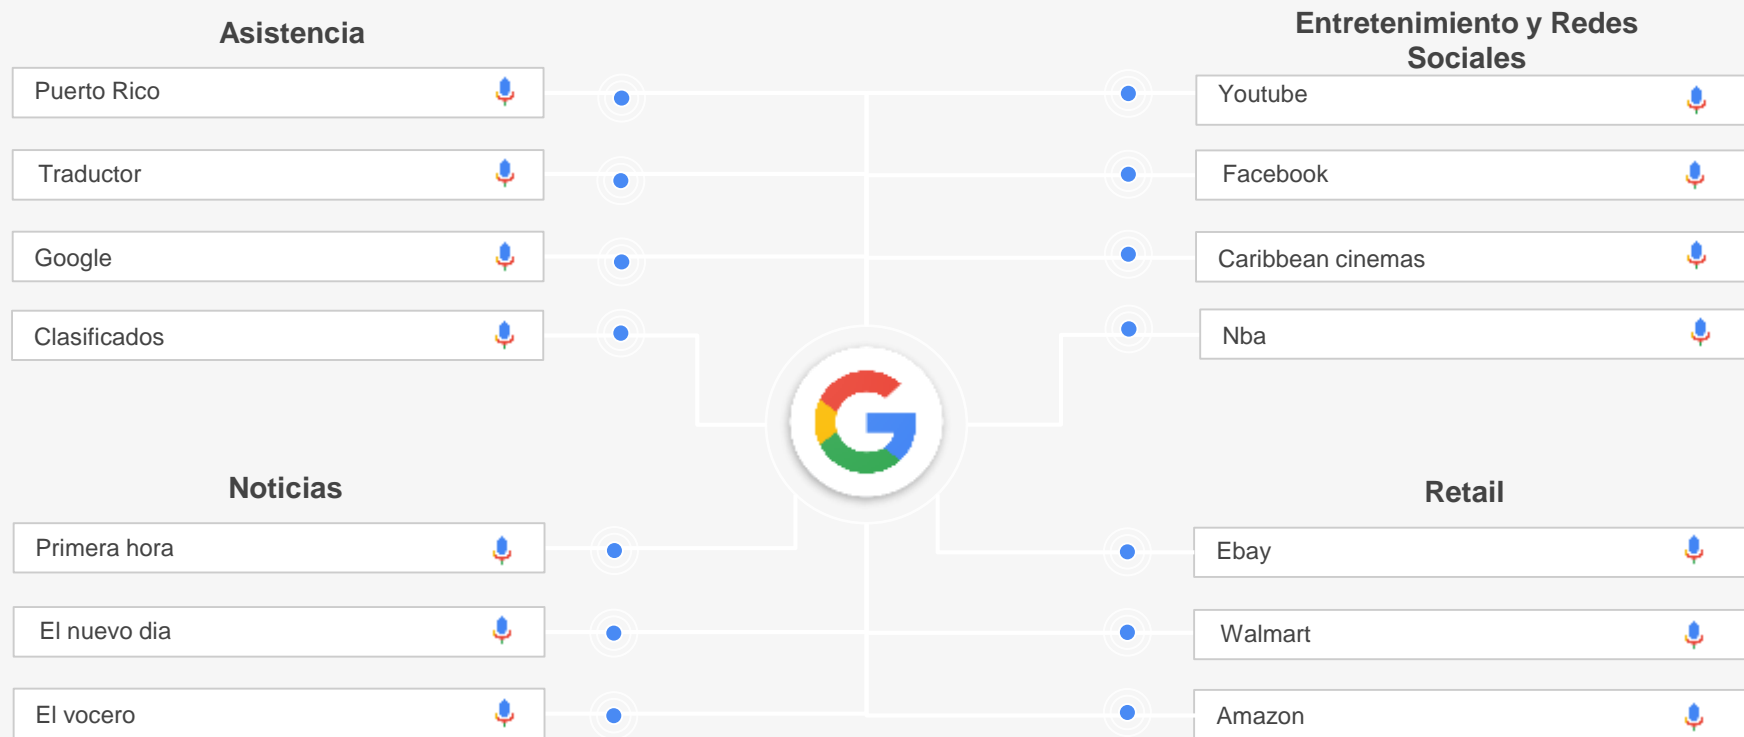 Asistencia
Puerto Rico
Traductor
Google
Clasificados
Entretenimiento y Redes
Sociales
Youtube
Facebook
Caribbean cinemas
Nba
Noticias
Primera hora
El nuevo dia
El vocero
Retail
Ebay
Walmart
Amazon